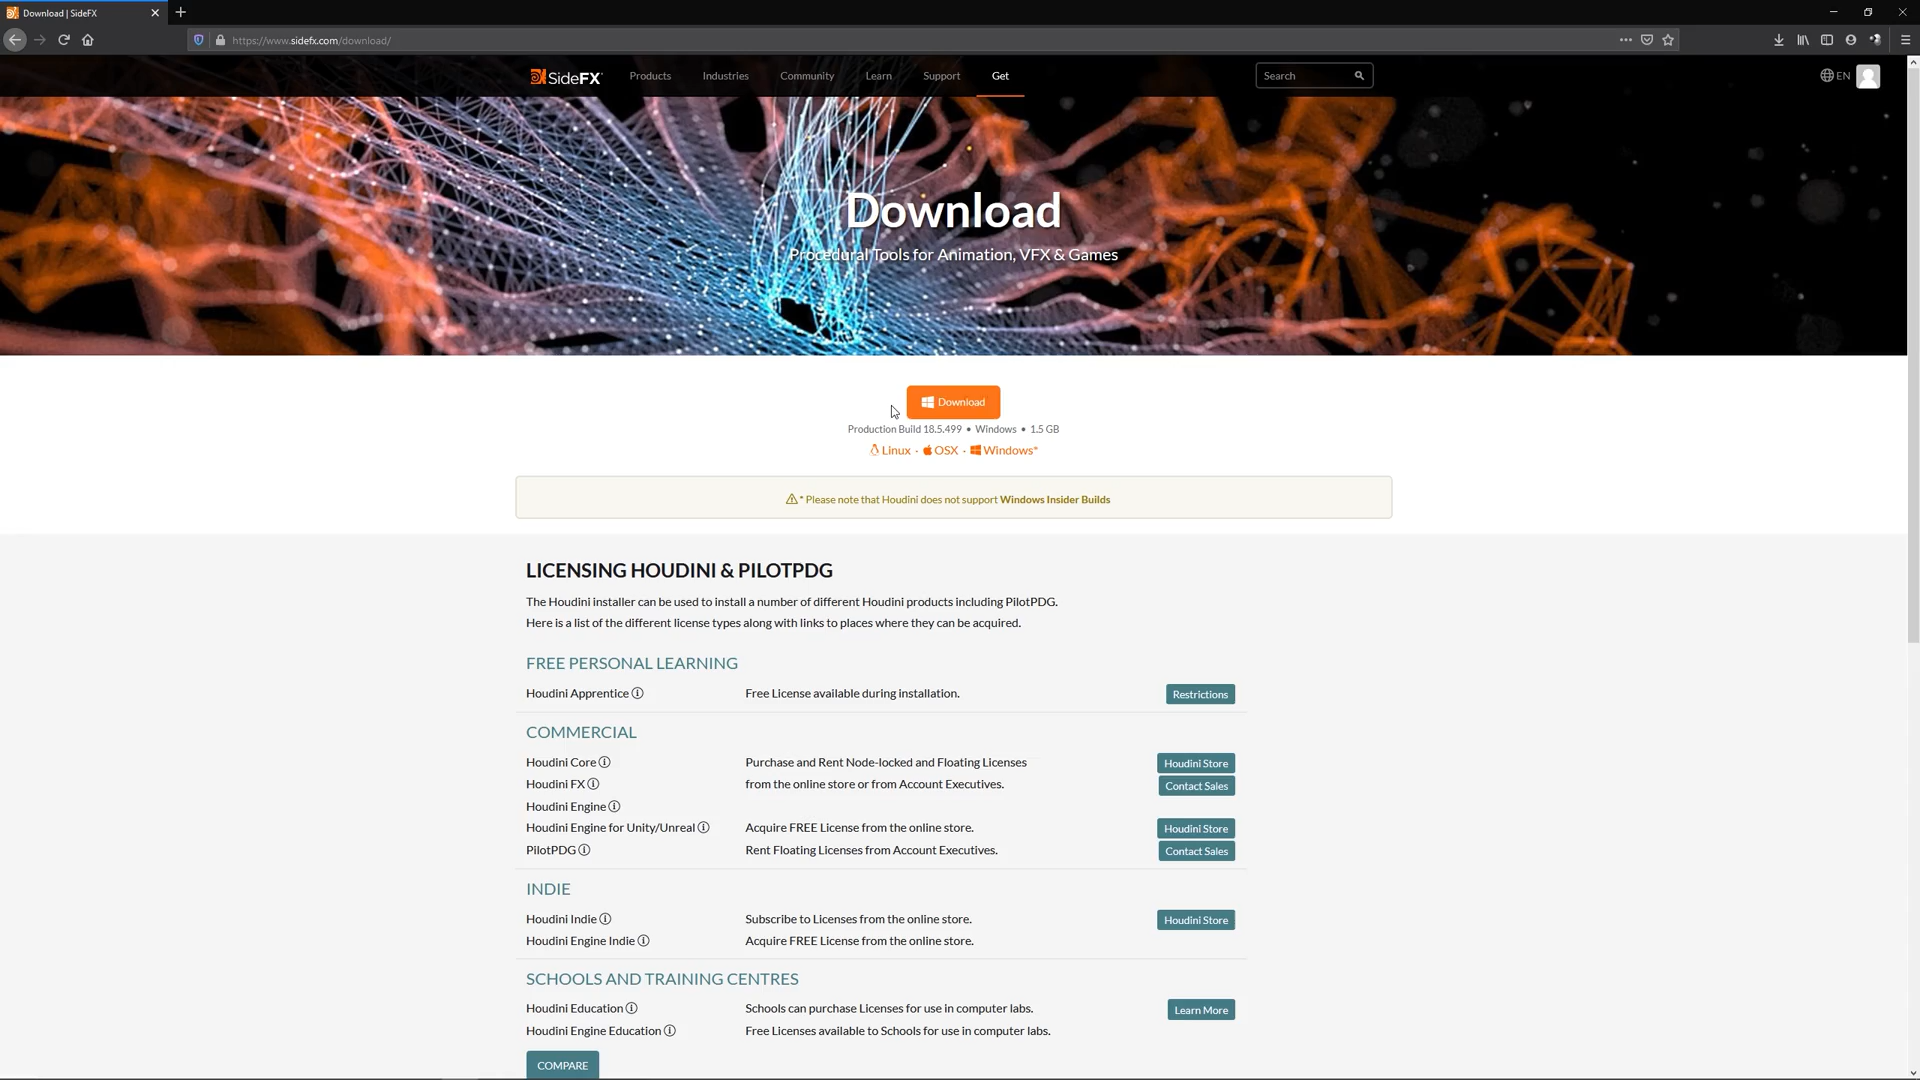 Download | SideFX
https://www.sidefx.com/download/
SideFX
Products
Industries
Community
Learn
Support
Get
Search
EN
Download
Procedural Tools for Animation, VFX & Games
Download
Production Build 18.5.499 • Windows • 1.5 GB
Linux · OSX · Windows*
* Please note that Houdini does not support Windows Insider Builds
LICENSING HOUDINI & PILOTPDG
The Houdini installer can be used to install a number of different Houdini products including PilotPDG.
Here is a list of the different license types along with links to places where they can be acquired.
FREE PERSONAL LEARNING
Houdini Apprentice Free License available during installation. Restrictions
COMMERCIAL
Houdini Core Purchase and Rent Node-locked and Floating Licenses Houdini Store
Houdini FX from the online store or from Account Executives. Contact Sales
Houdini Engine
Houdini Engine for Unity/Unreal Acquire FREE License from the online store. Houdini Store
PilotPDG Rent Floating Licenses from Account Executives. Contact Sales
INDIE
Houdini Indie Subscribe to Licenses from the online store. Houdini Store
Houdini Engine Indie Acquire FREE License from the online store.
SCHOOLS AND TRAINING CENTRES
Houdini Education Schools can purchase Licenses for use in computer labs. Learn More
Houdini Engine Education Free Licenses available to Schools for use in computer labs.
COMPARE